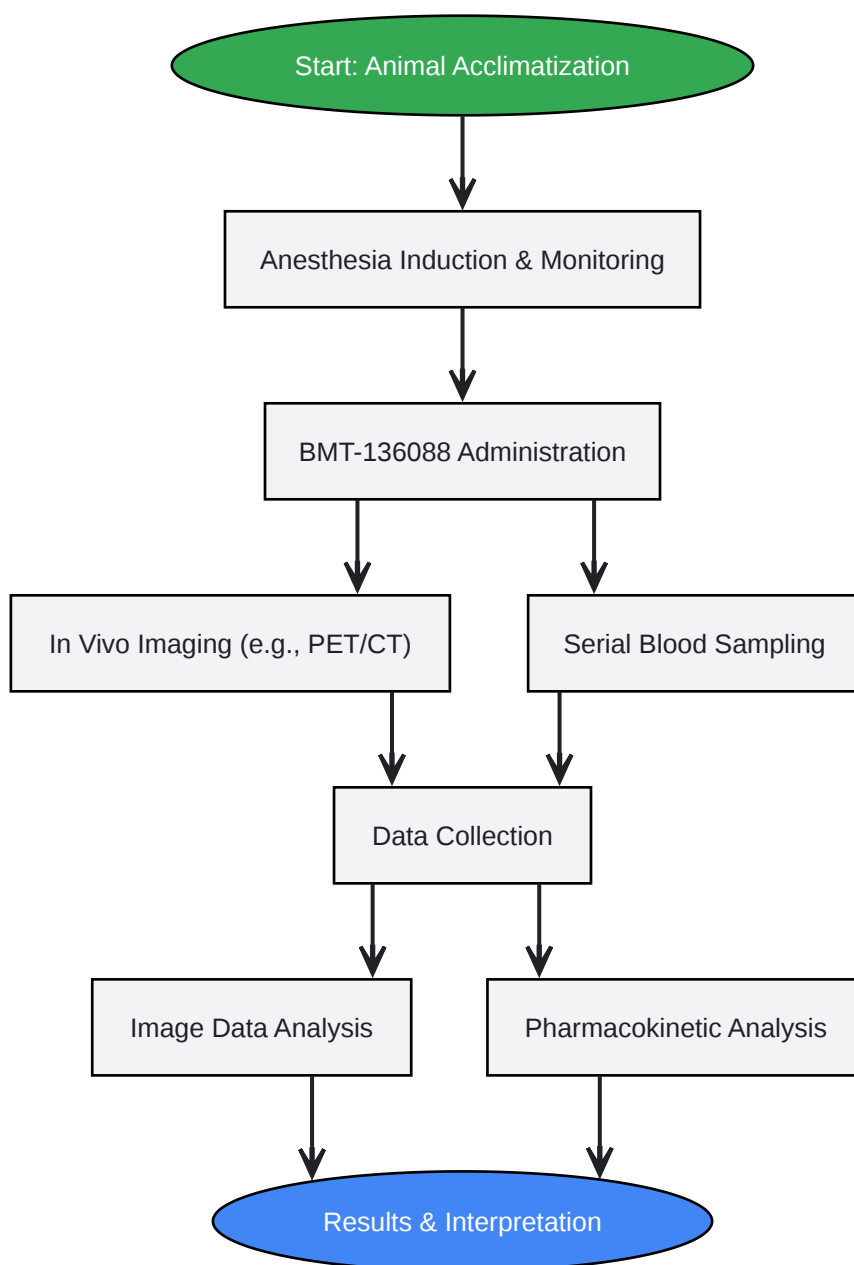 Start: Animal Acclimatization
Anesthesia Induction & Monitoring
BMT-136088 Administration
In Vivo Imaging (e.g., PET/CT)
Serial Blood Sampling
Data Collection
Image Data Analysis
Pharmacokinetic Analysis
Results & Interpretation